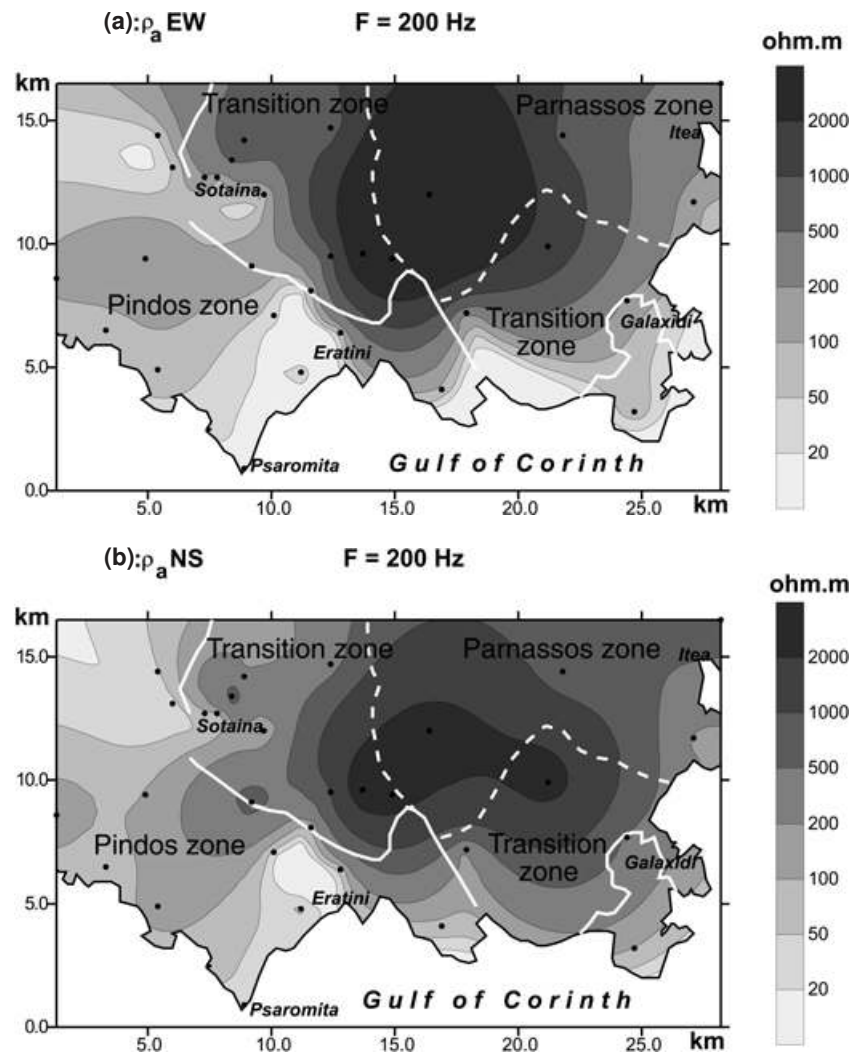 (a):ρa EW F = 200 Hz
ohm.m
km
Transition zone
Parnassos zone
15.0
Itea
2000
Sotaina
1000
10.0
500
200
Pindos zone
Transition
zone
Galaxidi
100
Eratini
5.0
50
20
Psaromita
Gulf of Corinth
0.0
5.0 10.0 15.0 20.0 25.0 km
(b):ρa NS F = 200 Hz
ohm.m
km
Transition zone
Parnassos zone
15.0
Itea
2000
Sotaina
1000
10.0
500
200
Pindos zone
Transition
zone
Galaxidi
100
Eratini
5.0
50
20
Psaromita
Gulf of Corinth
0.0
5.0 10.0 15.0 20.0 25.0 km